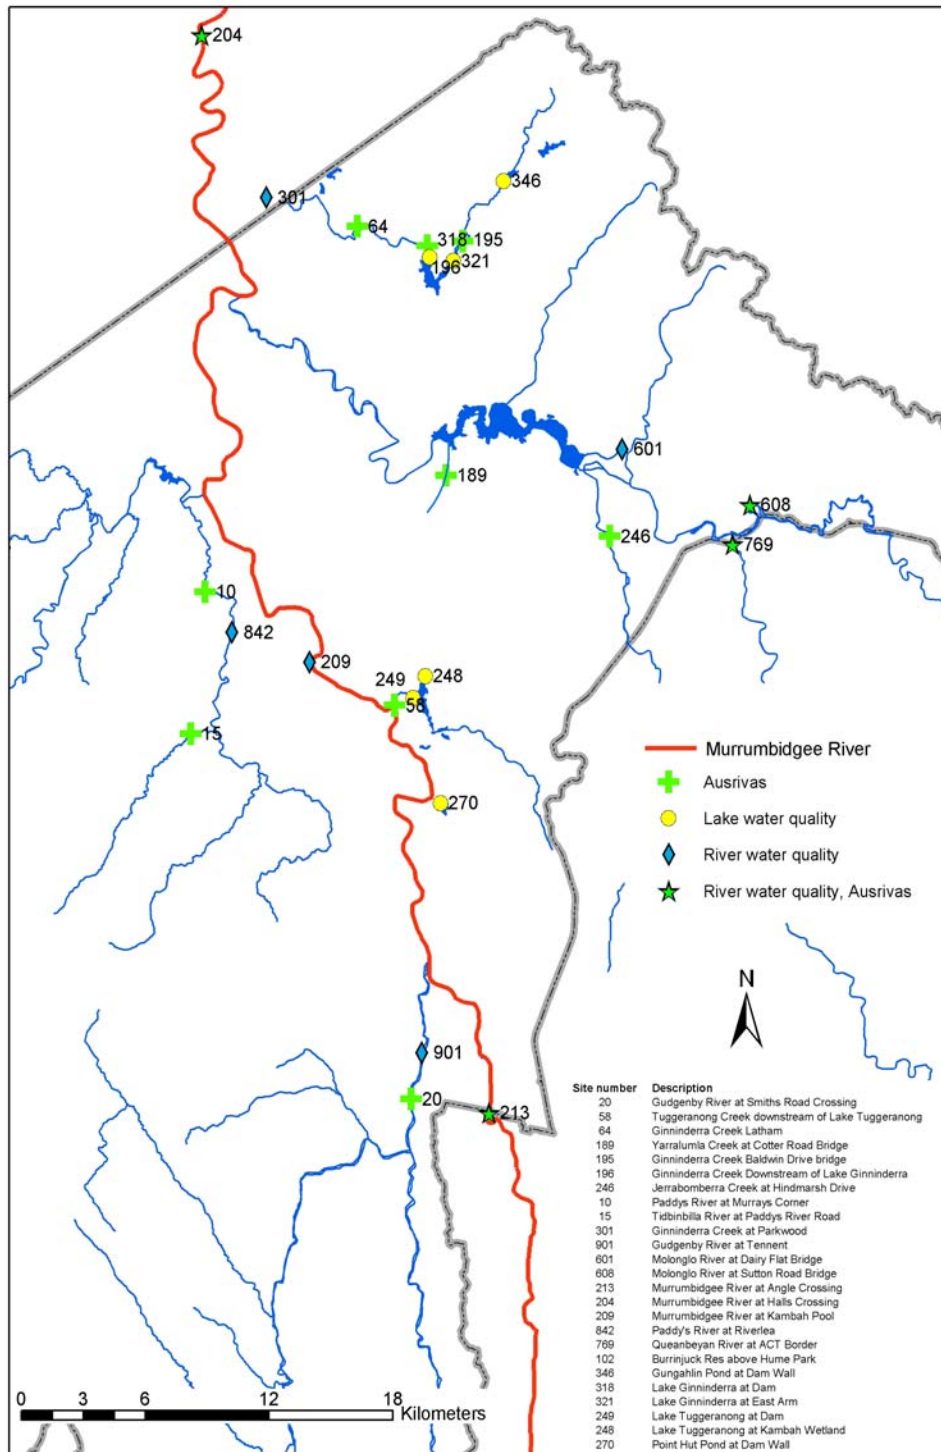 204
346
301
64
318
195
196
321
601
189
608
246
769
10
842
209
249
248
58
15
270
Murrumbidgee River
Ausrivas
Lake water quality
River water quality
River water quality, Ausrivas
N
901
20
213
Site number Description
20 Gudgenby River at Smiths Road Crossing
58 Tuggeranong Creek downstream of Lake Tuggeranong
64 Ginninderra Creek Latham
189 Yarralumla Creek at Cotter Road Bridge
195 Ginninderra Creek Baldwin Drive bridge
196 Ginninderra Creek Downstream of Lake Ginninderra
246 Jerrabomberra Creek at Hindmarsh Drive
10 Paddys River at Murrays Corner
15 Tidbinbilla River at Paddys River Road
301 Ginninderra Creek at Parkwood
901 Gudgenby River at Tennent
601 Molonglo River at Dairy Flat Bridge
608 Molonglo River at Sutton Road Bridge
213 Murrumbidgee River at Angle Crossing
204 Murrumbidgee River at Halls Crossing
209 Murrumbidgee River at Kambah Pool
842 Paddy's River at Riverlea
769 Queanbeyan River at ACT Border
102 Burrinjuck Res above Hume Park
346 Gungahlin Pond at Dam Wall
318 Lake Ginninderra at Dam
321 Lake Ginninderra at East Arm
249 Lake Tuggeranong at Dam
248 Lake Tuggeranong at Kambah Wetland
270 Point Hut Pond at Dam Wall
0 3 6 12 18
Kilometers